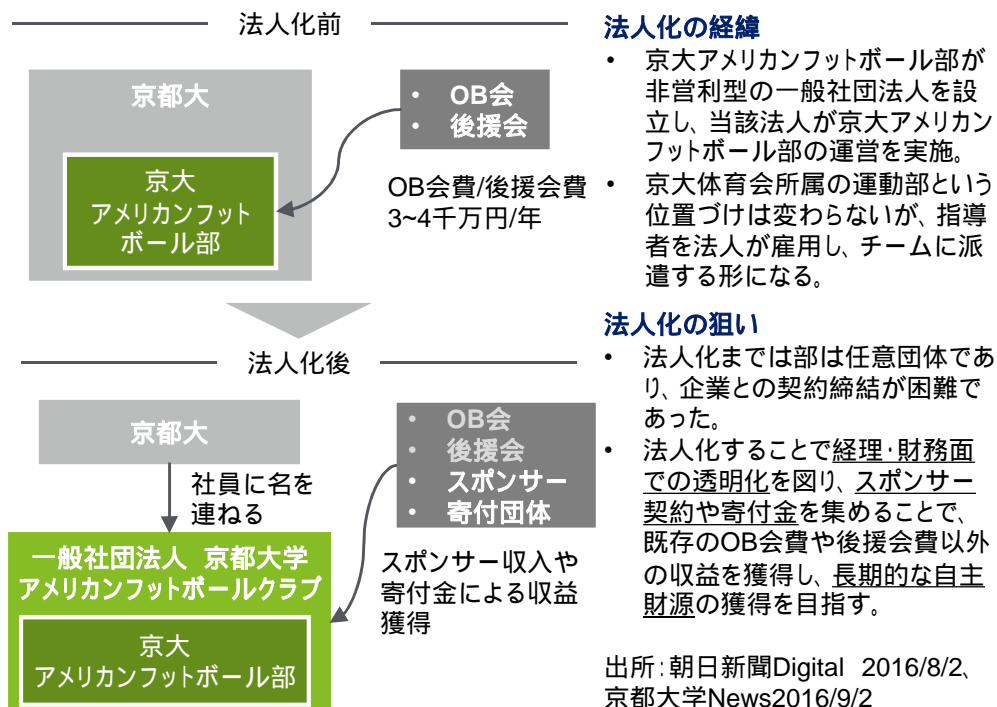 法人化前
京都大
京大
アメリカンフット
ボール部
• OB会
• 後援会
OB会費/後援会費
3~4千万円/年
法人化後
京都大
社員に名を
連ねる
一般社団法人 京都大学
アメリカンフットボールクラブ
京大
アメリカンフットボール部
• OB会
• 後援会
• スポンサー
• 寄付団体
スポンサー収入や
寄付金による収益
獲得
法人化の経緯
• 京大アメリカンフットボール部が
非営利型の一般社団法人を設
立し、当該法人が京大アメリカン
フットボール部の運営を実施。
• 京大体育会所属の運動部という
位置づけは変わらないが、指導
者を法人が雇用し、チームに派
遣する形になる。
法人化の狙い
• 法人化までは部は任意団体であ
り、企業との契約締結が困難で
あった。
• 法人化することで経理・財務面
での透明化を図り、スポンサー
契約や寄付金を集めることで、
既存のOB会費や後援会費以外
の収益を獲得し、長期的な自主
財源の獲得を目指す。
出所：朝日新聞Digital 2016/8/2、
京都大学News2016/9/2